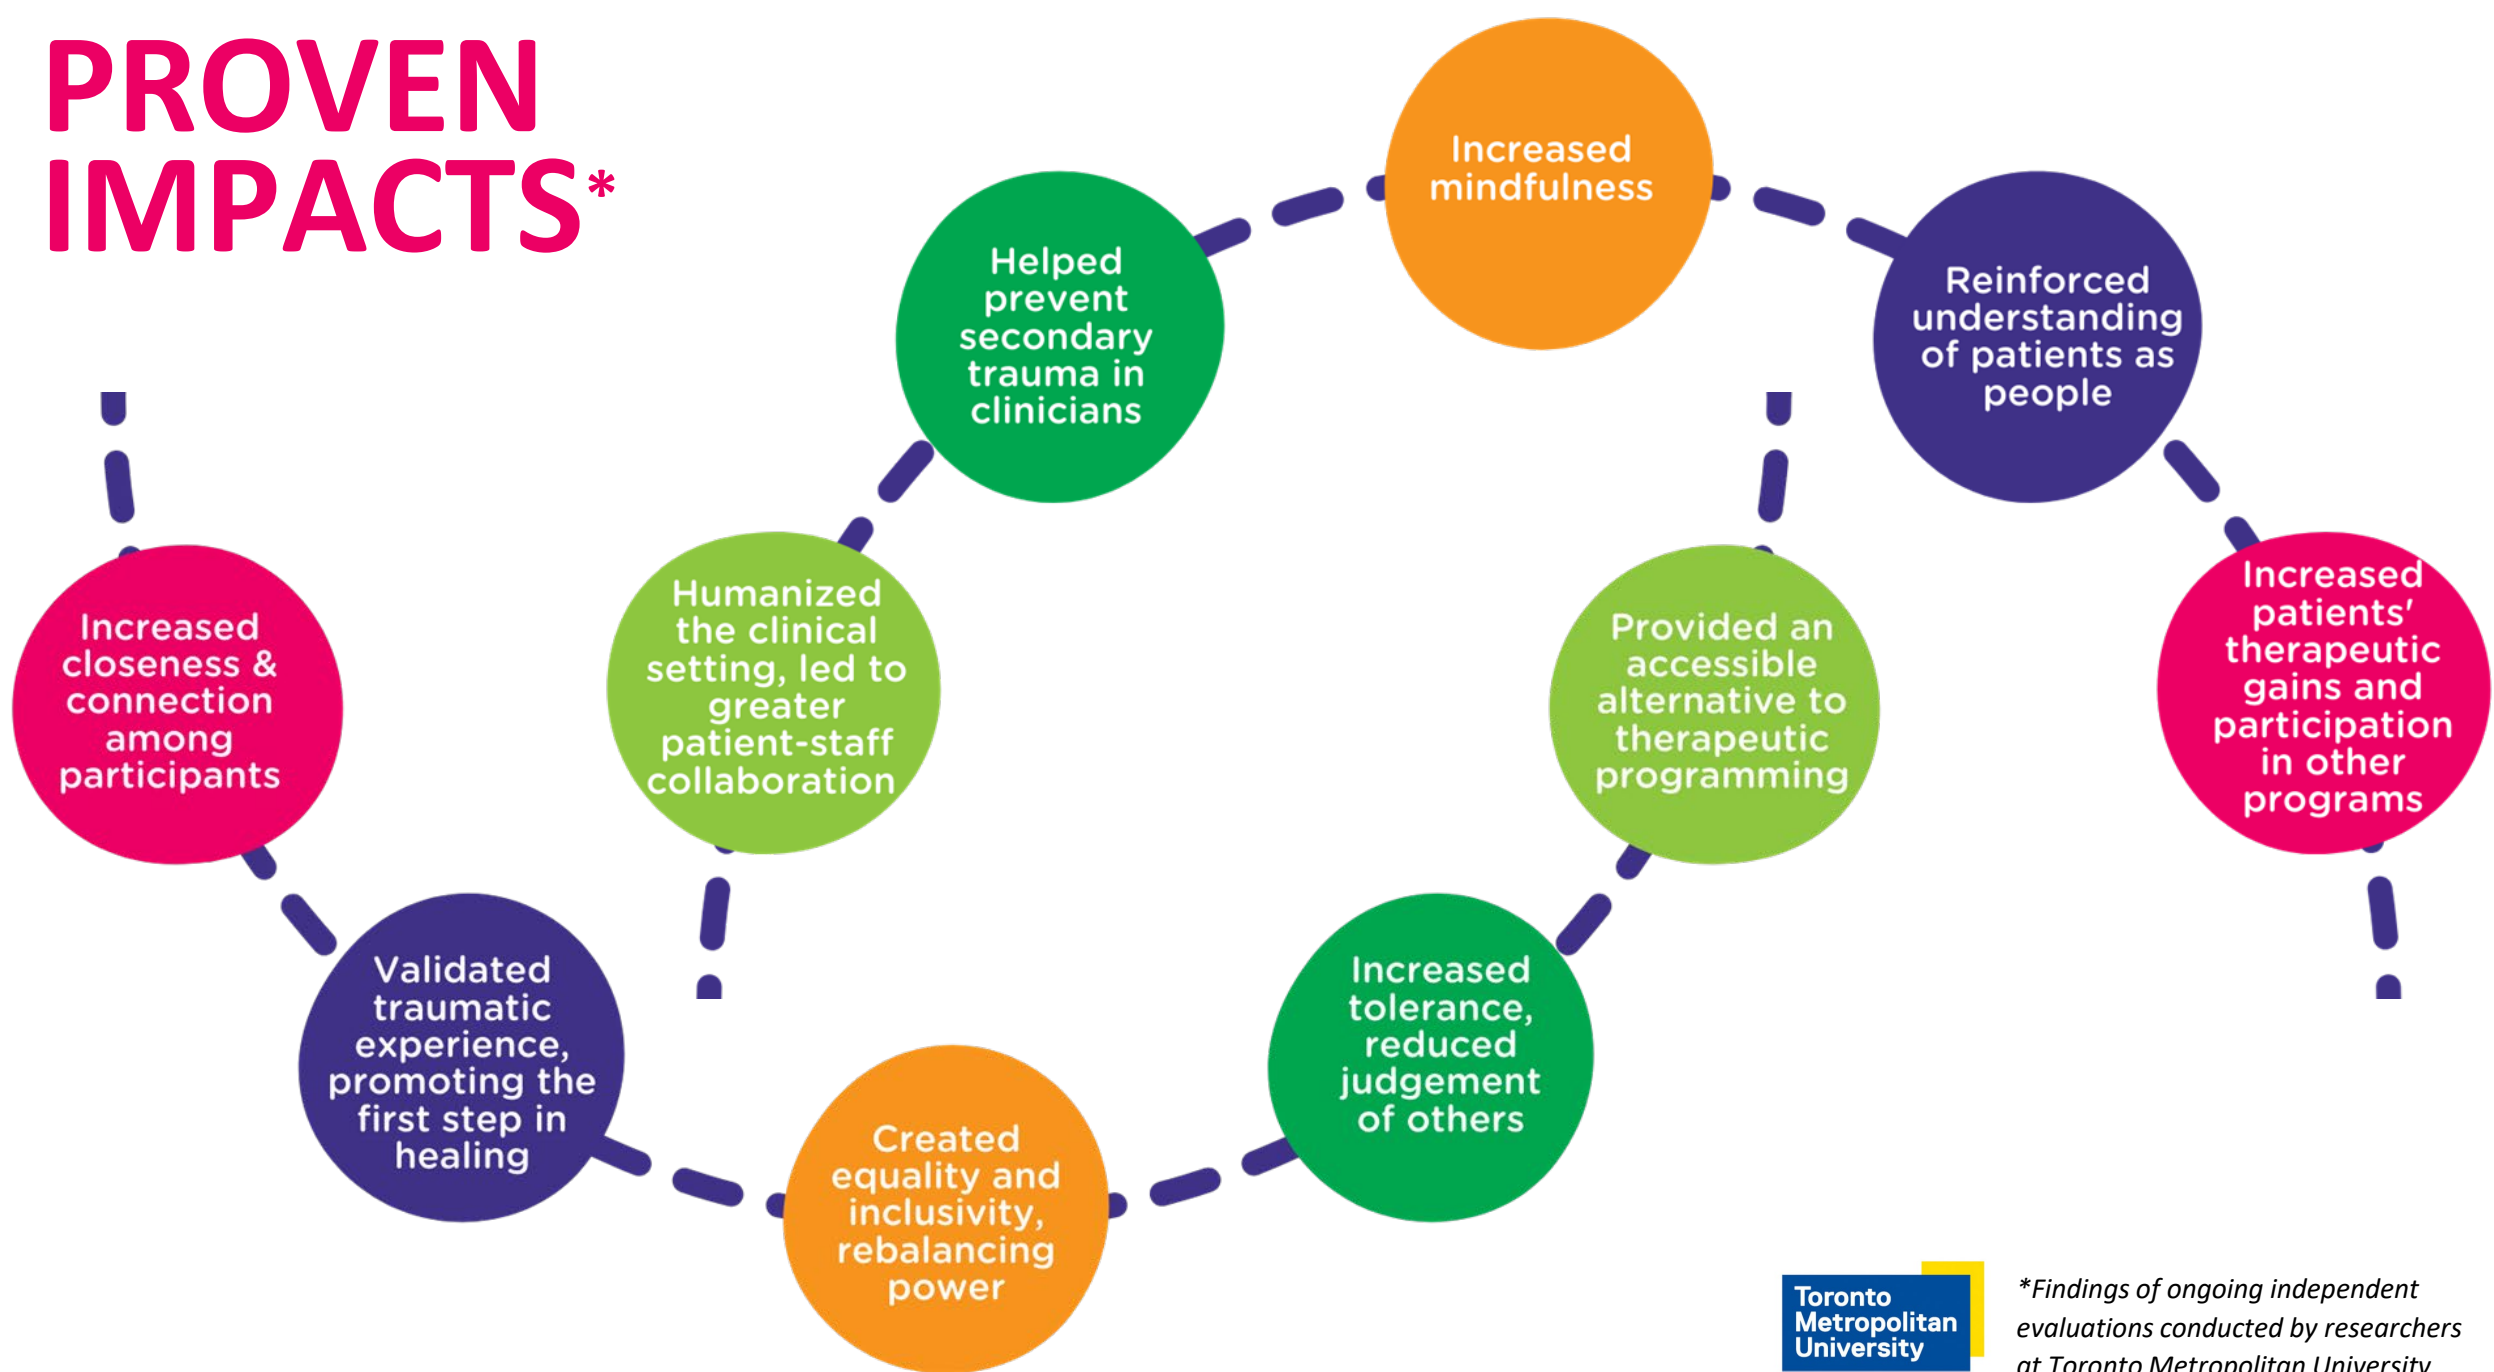 PROVEN
IMPACTS*
Increased
mindfulness
Helped
prevent
secondary
trauma in
clinicians
Reinforced
understanding
of patients as
people
Increased
closeness &
connection
among
participants
Humanized
the clinical
setting, led to
greater
patient-staff
collaboration
Provided an
accessible
alternative to
therapeutic
programming
Increased
patients'
therapeutic
gains and
participation
in other
programs
Validated
traumatic
experience,
promoting the
first step in
healing
Created
equality and
inclusivity,
rebalancing
power
Increased
tolerance,
reduced
judgement
of others
Toronto
Metropolitan
University
*Findings of ongoing independent
evaluations conducted by researchers
at Toronto Metropolitan University